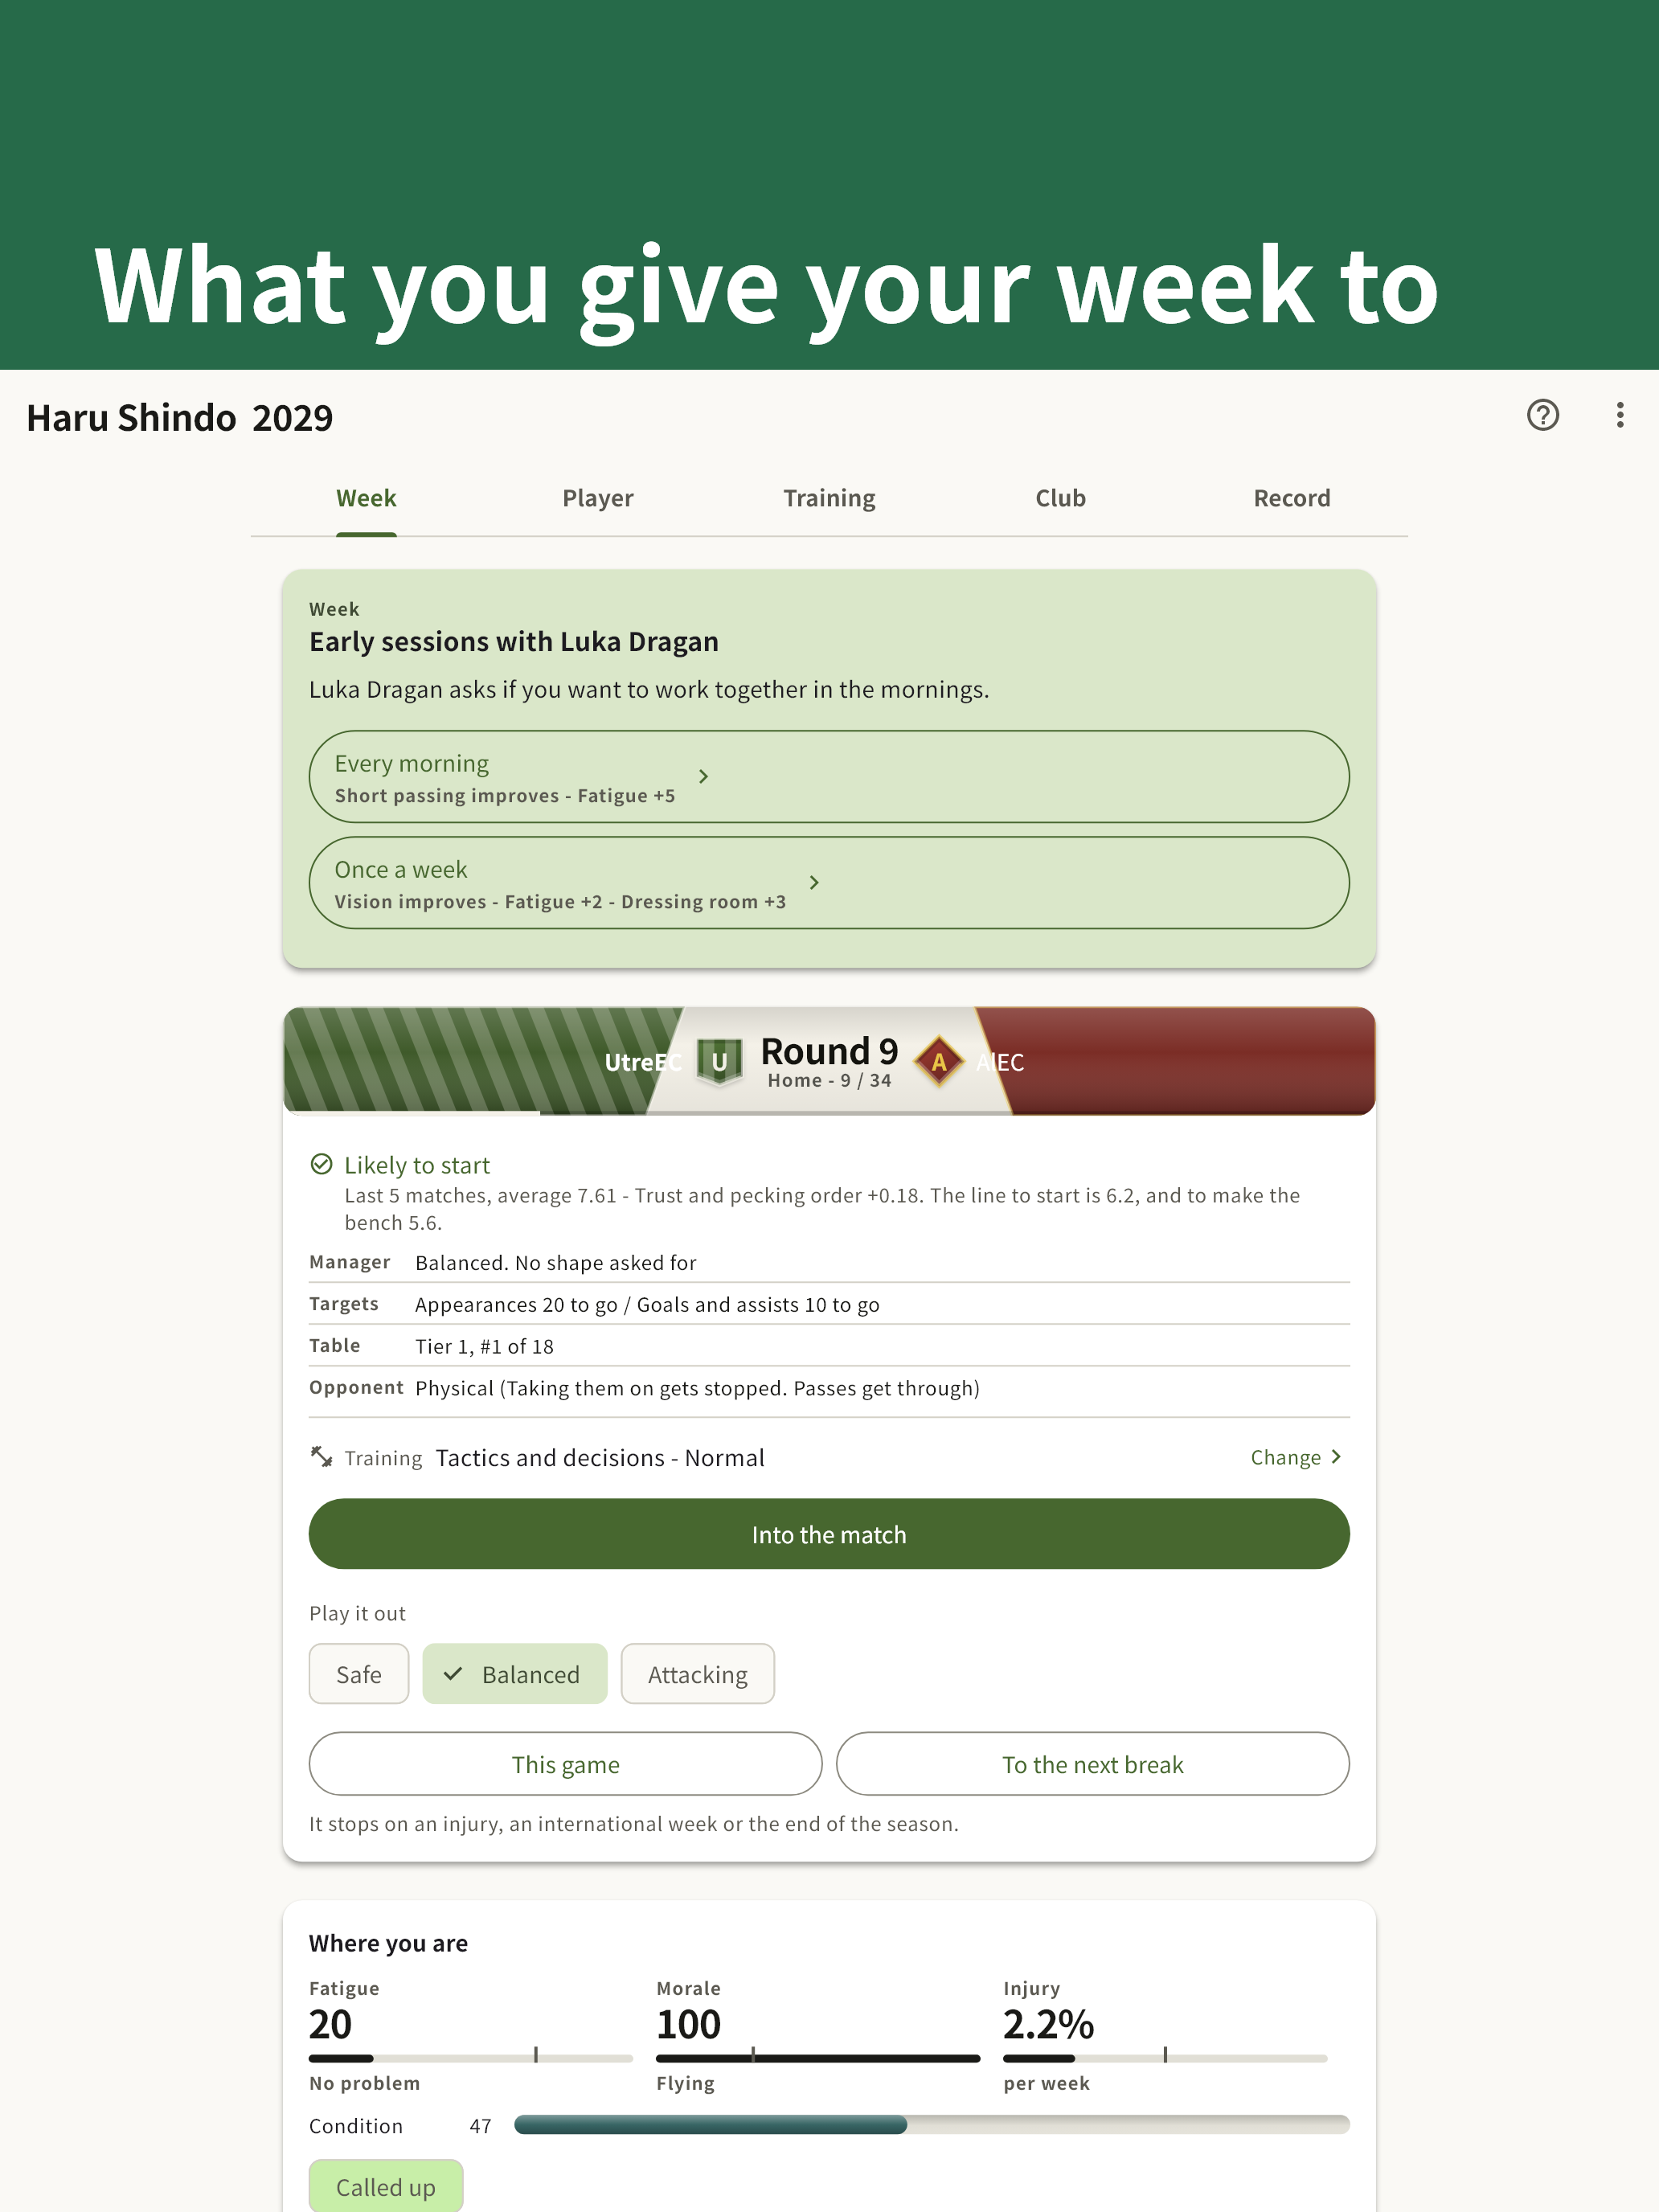 What you give your week to
Haru Shindo 2029
Week
Player
Training
Club
Record
Week
Early sessions with Luka Dragan
Luka Dragan asks if you want to work together in the mornings.
Every morning
Short passing improves - Fatigue +5
Once a week
Vision improves - Fatigue +2 - Dressing room +3
UtreEC
U
Round 9
Home - 9 / 34
A
AlEC
Likely to start
Last 5 matches, average 7.61 - Trust and pecking order +0.18. The line to start is 6.2, and to make the
bench 5.6.
Manager Balanced. No shape asked for
Targets Appearances 20 to go / Goals and assists 10 to go
Table Tier 1, #1 of 18
Opponent Physical (Taking them on gets stopped. Passes get through)
Training Tactics and decisions - Normal
Change
Into the match
Play it out
Safe
Balanced
Attacking
This game
To the next break
It stops on an injury, an international week or the end of the season.
Where you are
Fatigue
20
No problem
Morale
100
Flying
Injury
2.2%
per week
Condition 47
Called up